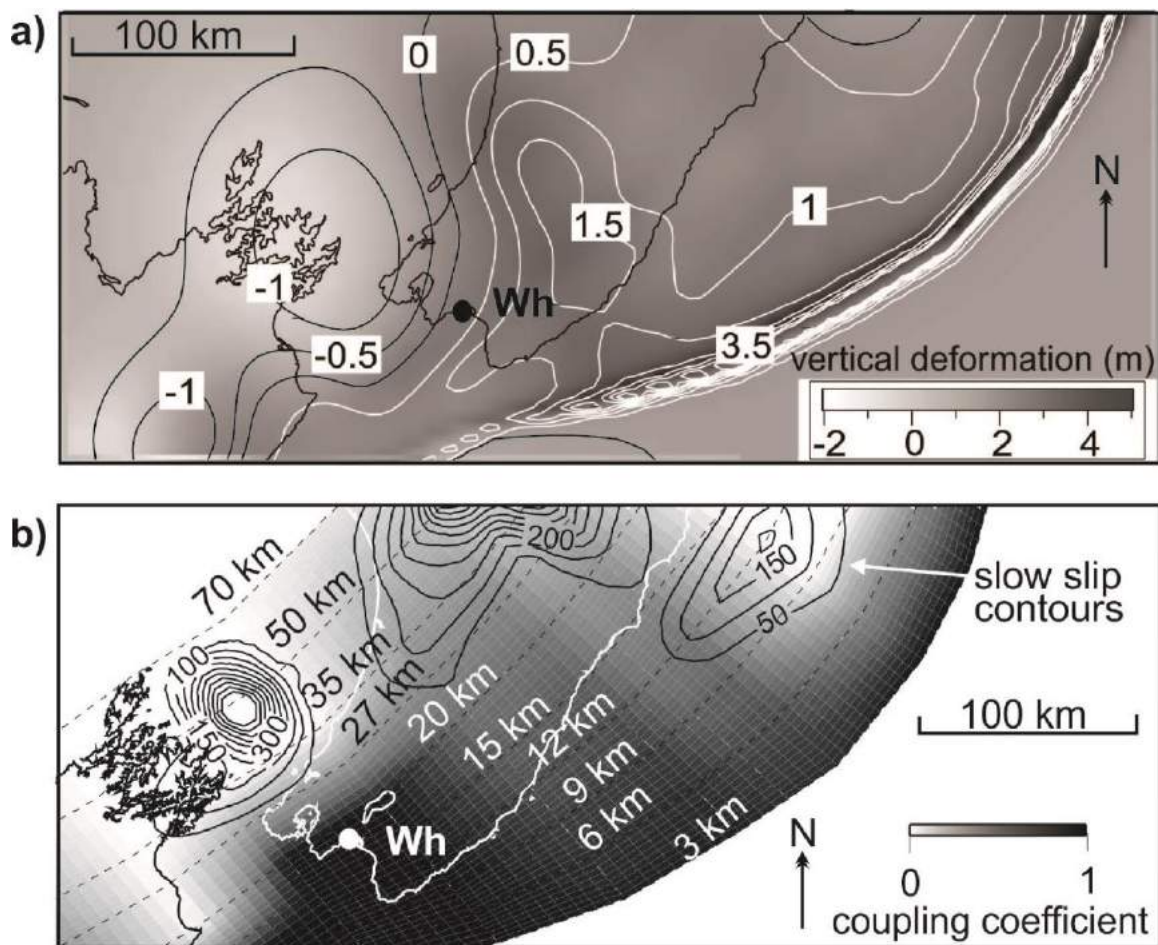 a)
100 km
0
0.5
N
1.5
1
-1
Wh
-0.5
3.5
-1
vertical deformation (m)
-2 0 2 4
b)
70 km
200
150
slow slip
contours
50 km
50
100
35 km
27 km
20 km
300
50
15 km
12 km
100 km
9 km
6 km
3 km
N
Wh
0 1
coupling coefficient